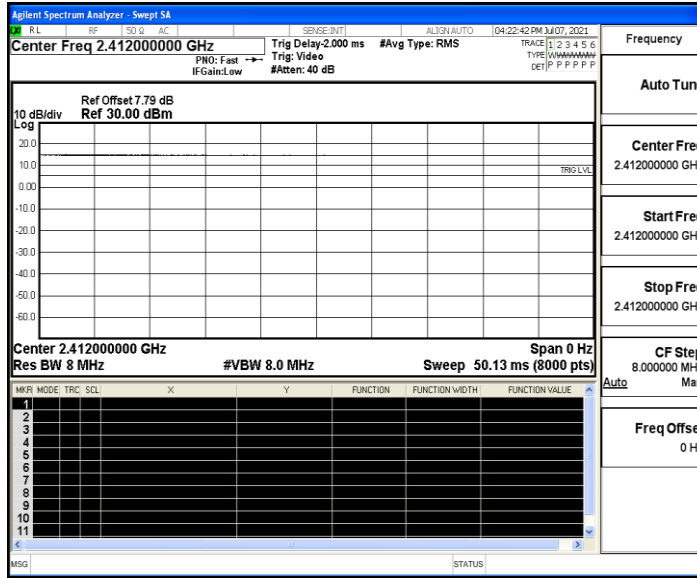 Agilent Spectrum Analyzer - Swept SA
RL RF 50 Ω AC SENSE:INT ALIGN AUTO 04:22:42 PM Jul 07, 2021
Center Freq 2.412000000 GHz
PNO: Fast
IFGain:Low
Trig Delay-2.000 ms
Trig: Video
#Atten: 40 dB
#Avg Type: RMS
TRACE 1 2 3 4 5 6
TYPE WWWWWW
DET P P P P P P
Ref Offset 7.79 dB
10 dB/div Ref 30.00 dBm
Log
20.0
10.0
TRIG LVL
0.00
-10.0
-20.0
-30.0
-40.0
-50.0
-60.0
Center 2.412000000 GHz Span 0 Hz
Res BW 8 MHz #VBW 8.0 MHz Sweep 50.13 ms (8000 pts)
MKR MODE TRC SCL X Y FUNCTION FUNCTION WIDTH FUNCTION VALUE
1
2
3
4
5
6
7
8
9
10
11
MSG STATUS
Frequency
Auto Tun
Center Fre
2.412000000 GH
Start Fre
2.412000000 GH
Stop Fre
2.412000000 GH
CF Step
8.000000 MH
Auto Ma
Freq Offse
0 H